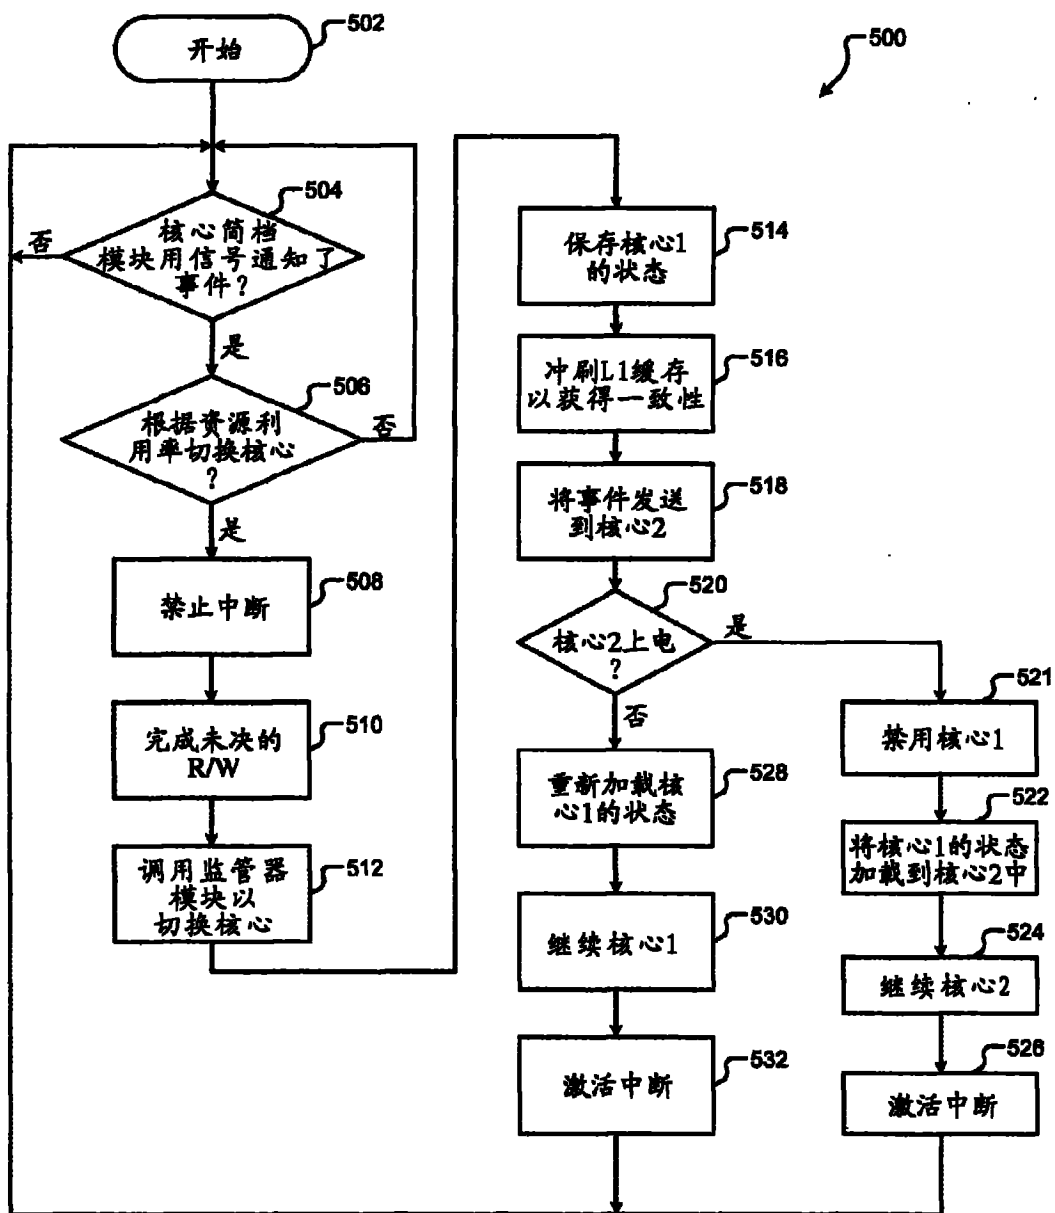 开始
502
500
504
核心简档
模块用信号通知了
事件？
否
是
506
根据资源利
用率切换核心
？
否
是
508
禁止中断
510
完成未决的
R/W
512
调用监管器
模块以
切换核心
514
保存核心1
的状态
516
冲刷L1缓存
以获得一致性
518
将事件发送
到核心2
520
核心2上电
？
是
否
521
禁用核心1
522
将核心1的状态
加载到核心2中
524
继续核心2
526
激活中断
528
重新加载核
心1的状态
530
继续核心1
532
激活中断